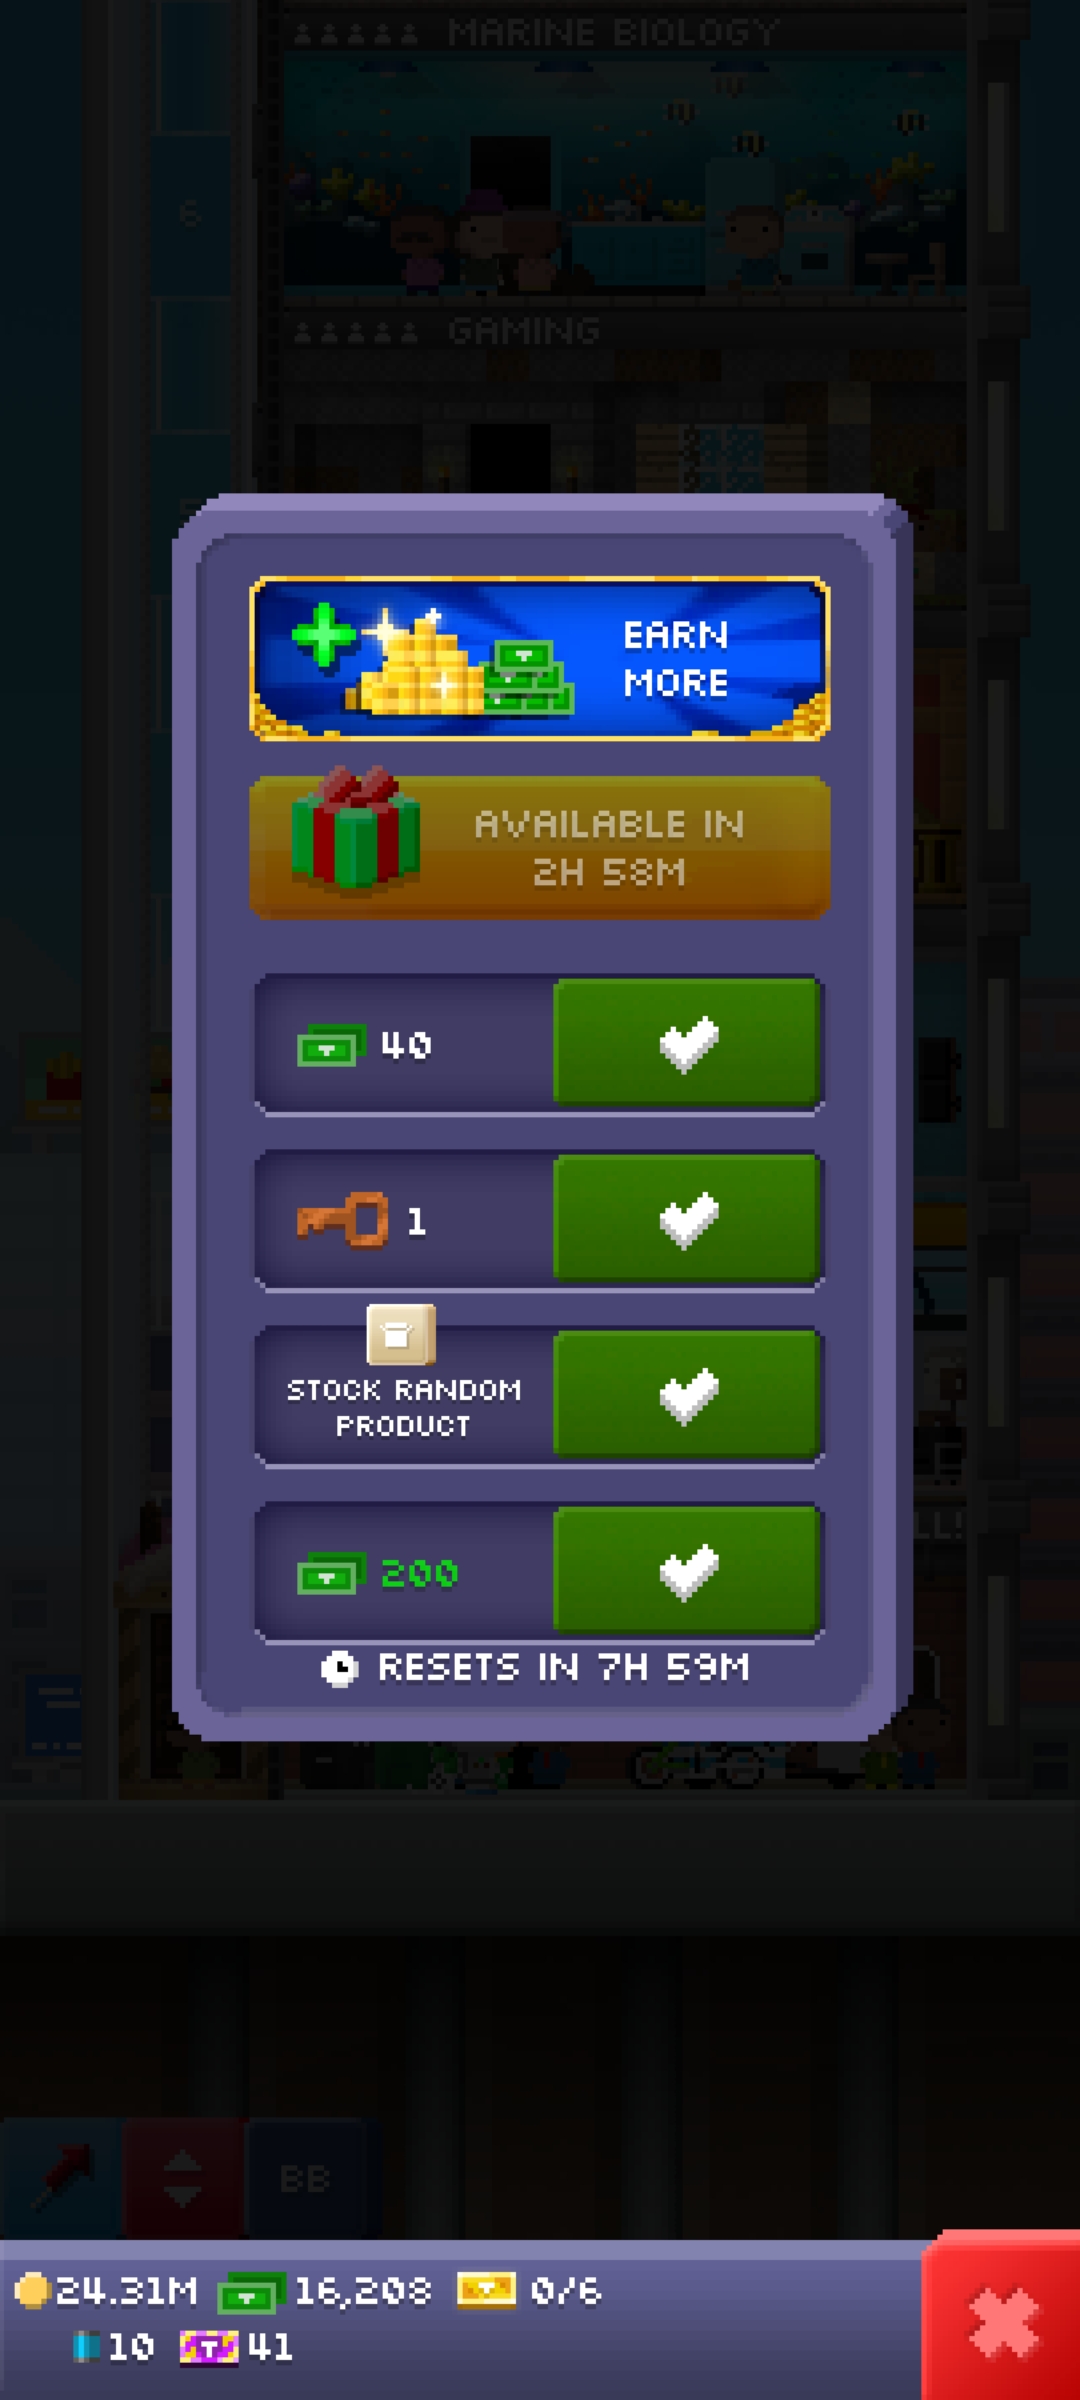 MARINE BIOLOGY
6
GAMING
EARN
MORE
AVAILABLE IN
2H 58M
40
1
STOCK RANDOM
PRODUCT
200
RESETS IN 7H 59M
BB
24.31M 16,208 0/6
10 41